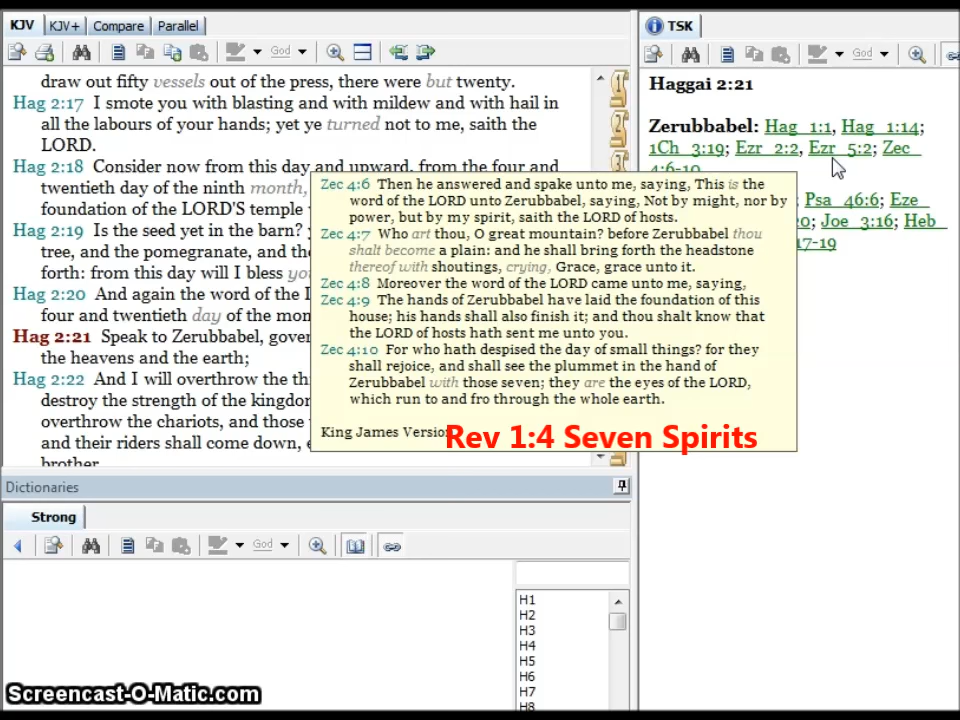 KJV KJV+ Compare Parallel
God
draw out fifty vessels out of the press, there were but twenty.
Hag 2:17 I smote you with blasting and with mildew and with hail in
all the labours of your hands; yet ye turned not to me, saith the
LORD.
Hag 2:18 Consider now from this day and upward, from the four and
twentieth day of the ninth month,
foundation of the LORD'S temple
Hag 2:19 Is the seed yet in the barn?
tree, and the pomegranate, and the
forth: from this day will I bless
Hag 2:20 And again the word of the
four and twentieth day of the mon
Hag 2:21 Speak to Zerubbabel, gover
the heavens and the earth;
Hag 2:22 And I will overthrow the th
destroy the strength of the kingdom
overthrow the chariots, and those
and their riders shall come down, e
brother
Zec 4:6 Then he answered and spake unto me, saying, This is the
word of the LORD unto Zerubbabel, saying, Not by might, nor by
power, but by my spirit, saith the LORD of hosts.
Zec 4:7 Who art thou, O great mountain? before Zerubbabel thou
shalt become a plain: and he shall bring forth the headstone
thereof with shoutings, crying, Grace, grace unto it.
Zec 4:8 Moreover the word of the LORD came unto me, saying,
Zec 4:9 The hands of Zerubbabel have laid the foundation of this
house; his hands shall also finish it; and thou shalt know that
the LORD of hosts hath sent me unto you.
Zec 4:10 For who hath despised the day of small things? for they
shall rejoice, and shall see the plummet in the hand of
Zerubbabel with those seven; they are the eyes of the LORD,
which run to and fro through the whole earth.
King James Version
Rev 1:4 Seven Spirits
TSK
God
Haggai 2:21
Zerubbabel: Hag 1:1, Hag 1:14;
1Ch 3:19; Ezr 2:2, Ezr 5:2; Zec
4:6-10
; Psa 46:6; Eze
20; Joe 3:16; Heb
17-19
Dictionaries
Strong
God
H1
H2
H3
H4
H5
H6
H7
H8
Screencast-O-Matic.com